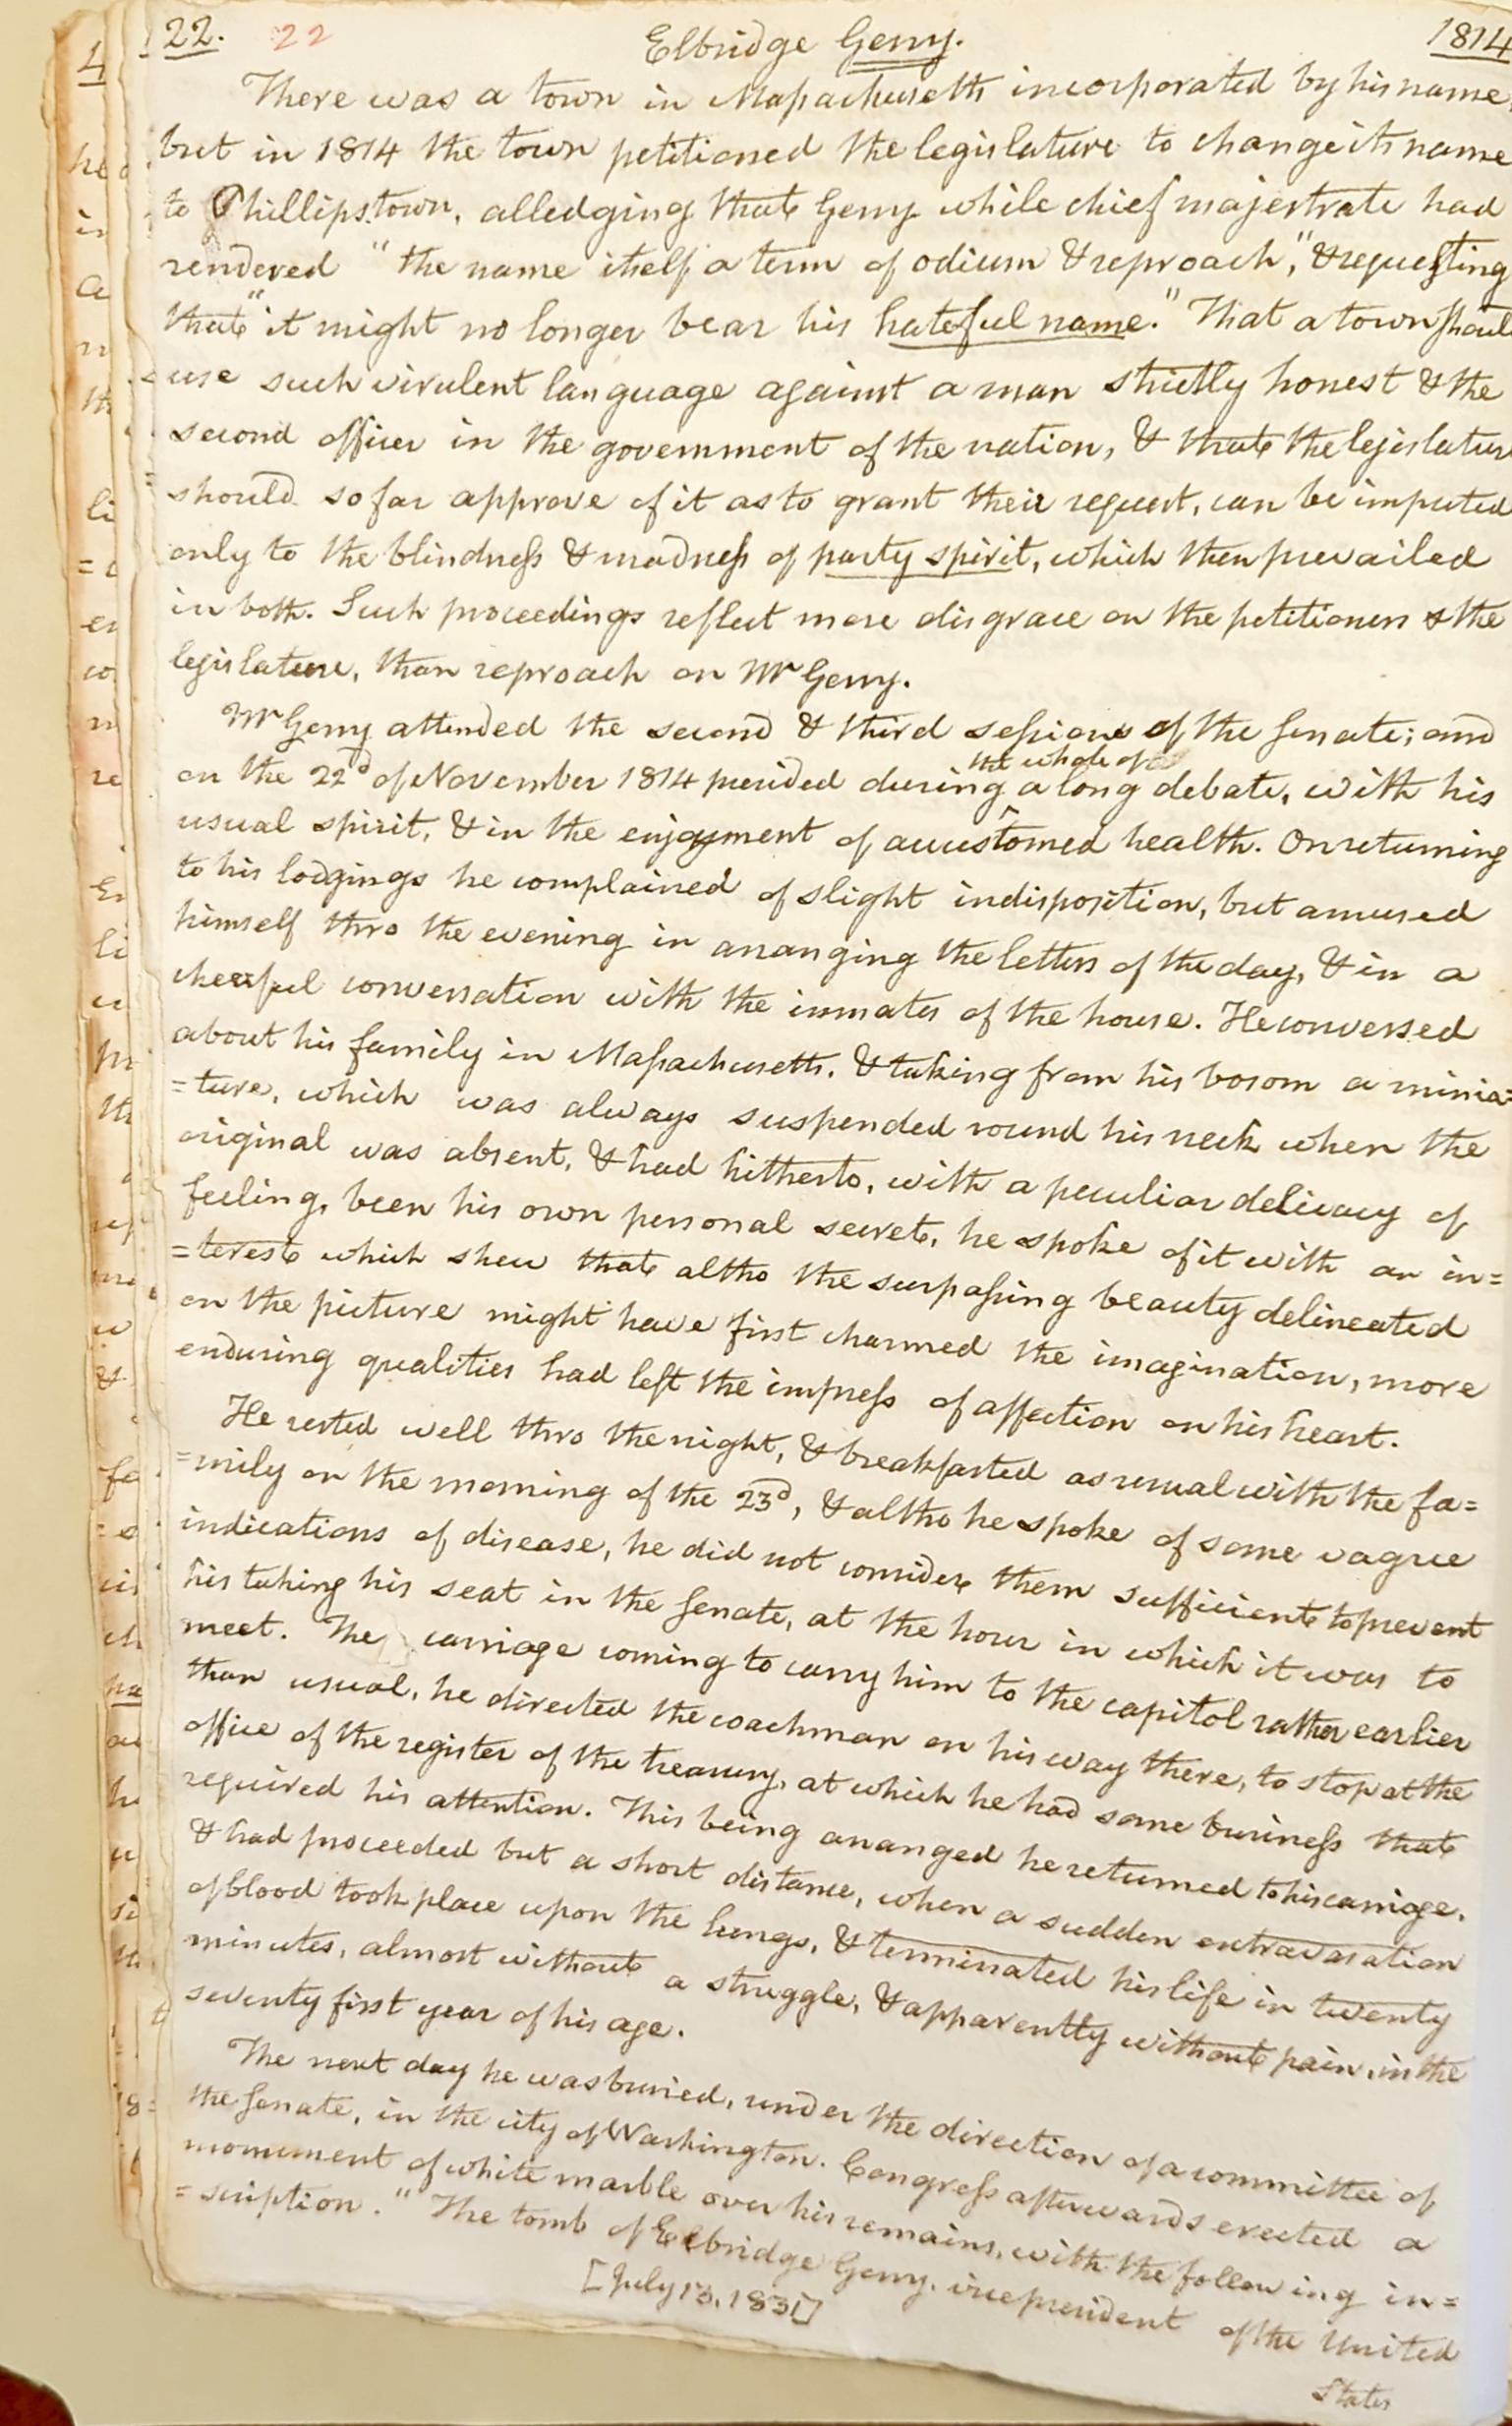 22. 22 Elbridge Gerry. 1814
There was a town in Massachusetts incorporated by his name,
but in 1814 the town petitioned the legislature to change its name
to Phillipstown, alledging that Gerry while chief majestrate had
rendered "the name itself a term of odium & reproach," & requesting
that "it might no longer bear his hateful name." That a town shoul
use such virulent language against a man strictly honest & the
second officer in the government of the nation, & that the legislature
should so far approve of it as to grant their request, can be imputed
only to the blindness & madness of party spirit, which then prevailed
in both. Such proceedings reflect more disgrace on the petitioners & the
legislature, than reproach on Mr Gerry.
Mr Gerry attended the second & third sessions of the Senate; and
the whole of
on the 22d of November 1814 presided during a long debate, with his
usual spirit, & in the enjoyment of accustomed health. On returning
to his lodgings he complained of slight indisposition, but amused
himself thro the evening in arranging the letters of the day, & in a
cheerful conversation with the inmates of the house. He conversed
about his family in Massachusetts. & taking from his bosom a minia=
=ture, which was always suspended round his neck when the
original was absent, & had hitherto, with a peculiar delicacy of
feeling, been his own personal secret, he spoke of it with an in=
=terest which shew that altho the surpassing beauty delineated
on the picture might have first charmed the imagination, more
enduring qualities had left the impress of affection on his heart.
He rested well thro the night, & breakfasted as usual with the fa=
=mily on the morning of the 23d, & altho he spoke of some vague
indications of disease, he did not consider them sufficient to prevent
his taking his seat in the Senate, at the hour in which it was to
meet. The carriage coming to carry him to the capitol rather earlier
than usual, he directed the coachman on his way there, to stop at the
office of the register of the treasury, at which he had some business that
required his attention. This being arranged he returned to his carriage,
& had proceeded but a short distance, when a sudden extravasation
of blood took place upon the lungs, & terminated his life in twenty
minutes, almost without a struggle, & apparently without pain, in the
seventy first year of his age.
The next day he was buried, under the direction of a committee of
the Senate, in the city of Washington. Congress afterwards erected a
monument of white marble over his remains, with the following in=
=scription. "The tomb of Elbridge Gerry, vice president of the United
[July 13, 1831] States